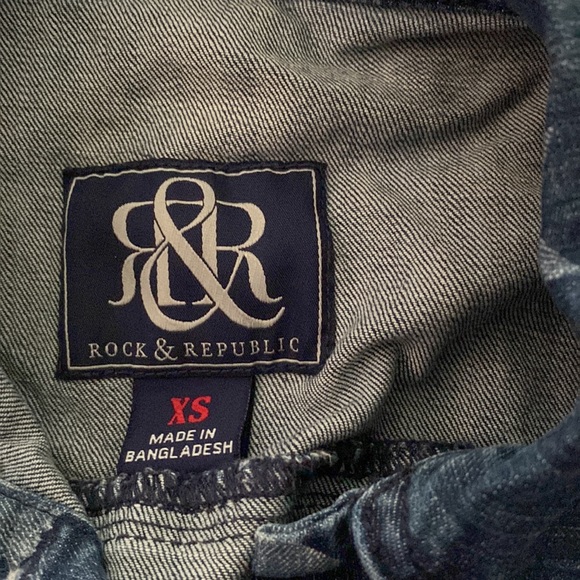 R&R
ROCK & REPUBLIC
XS
MADE IN
BANGLADESH